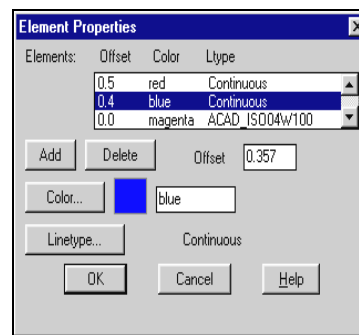 Element Properties
Elements: Offset Color Ltype
0.5 red Continuous
0.4 blue Continuous
0.0 magenta ACAD_ISO04W100
Add Delete Offset 0.357
Color... blue
Linetype... Continuous
OK Cancel Help